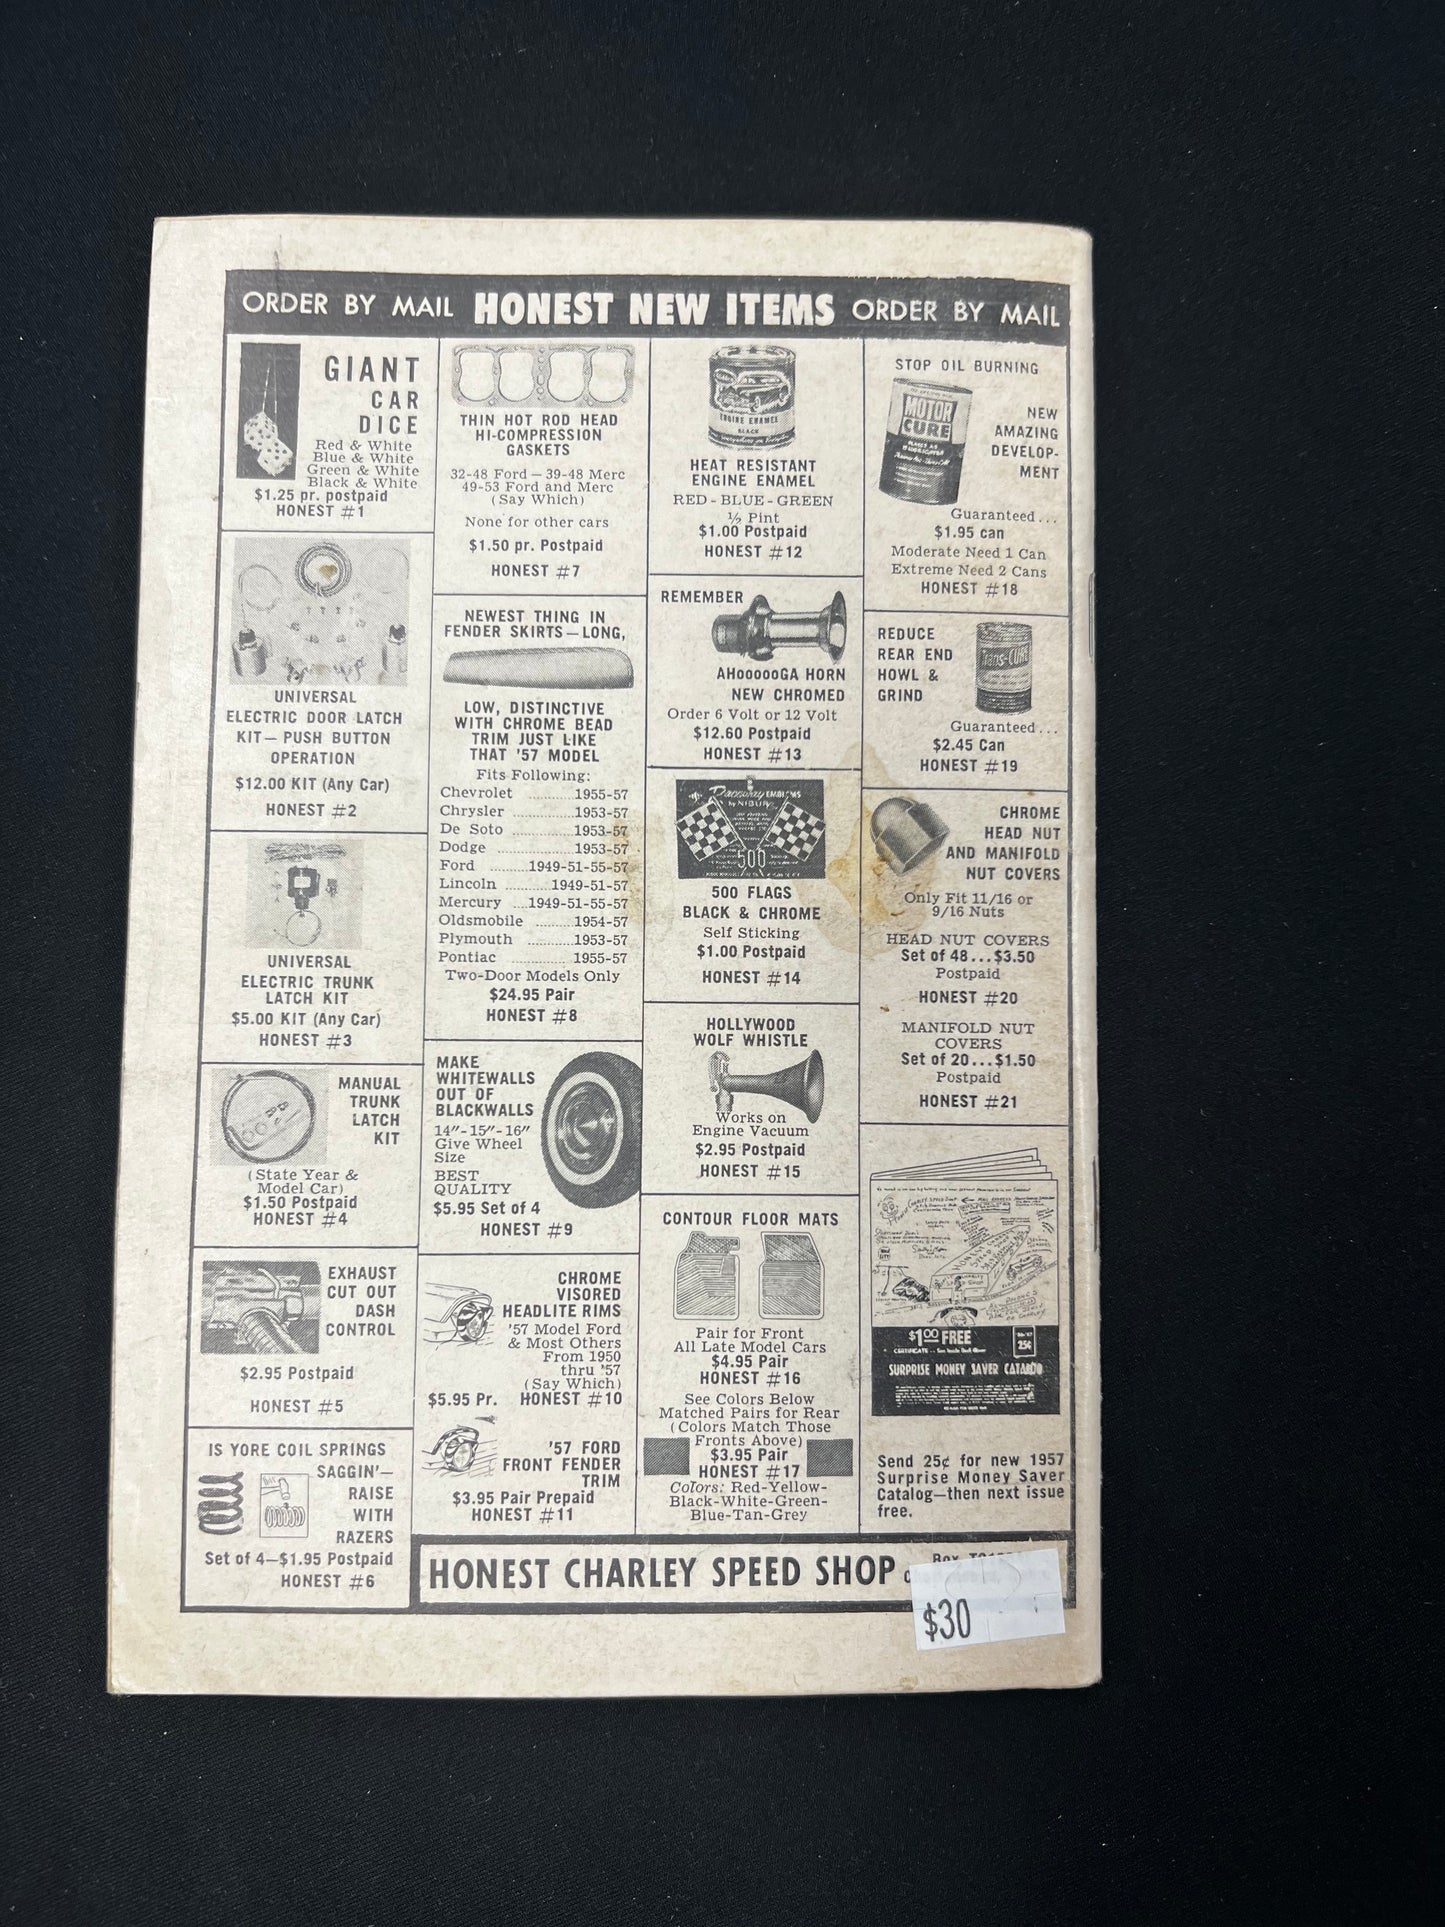 ORDER BY MAIL HONEST NEW ITEMS ORDER BY MAIL
GIANT
CAR
DICE
Red & White
Blue & White
Green & White
Black & White
$1.25 pr. postpaid
HONEST #1
UNIVERSAL
ELECTRIC DOOR LATCH
KIT— PUSH BUTTON
OPERATION
$12.00 KIT (Any Car)
HONEST #2
UNIVERSAL
ELECTRIC TRUNK
LATCH KIT
$5.00 KIT (Any Car)
HONEST #3
MANUAL
TRUNK
LATCH
KIT
(State Year &
Model Car)
$1.50 Postpaid
HONEST #4
EXHAUST
CUT OUT
DASH
CONTROL
$2.95 Postpaid
HONEST #5
IS YORE COIL SPRINGS
SAGGIN'—
RAISE
WITH
RAZERS
Set of 4—$1.95 Postpaid
HONEST #6
THIN HOT ROD HEAD
HI-COMPRESSION
GASKETS
32-48 Ford — 39-48 Merc
49-53 Ford and Merc
(Say Which)
None for other cars
$1.50 pr. Postpaid
HONEST #7
NEWEST THING IN
FENDER SKIRTS—LONG,
LOW, DISTINCTIVE
WITH CHROME BEAD
TRIM JUST LIKE
THAT '57 MODEL
Fits Following:
Chevrolet ..........1955-57
Chrysler ..........1953-57
De Soto ..........1953-57
Dodge ..........1953-57
Ford ..........1949-51-55-57
Lincoln ..........1949-51-57
Mercury ....1949-51-55-57
Oldsmobile ..........1954-57
Plymouth ..........1953-57
Pontiac ..........1955-57
Two-Door Models Only
$24.95 Pair
HONEST #8
MAKE
WHITEWALLS
OUT OF
BLACKWALLS
14"-15"-16"
Give Wheel
Size
BEST
QUALITY
$5.95 Set of 4
HONEST #9
CHROME
VISORED
HEADLITE RIMS
'57 Model Ford
& Most Others
From 1950
thru '57
(Say Which)
$5.95 Pr. HONEST #10
'57 FORD
FRONT FENDER
TRIM
$3.95 Pair Prepaid
HONEST #11
ENGINE ENAMEL
BLACK
HEAT RESISTANT
ENGINE ENAMEL
RED - BLUE - GREEN
½ Pint
$1.00 Postpaid
HONEST #12
REMEMBER
AHoooooGA HORN
NEW CHROMED
Order 6 Volt or 12 Volt
$12.60 Postpaid
HONEST #13
Raceway EMBLEMS
500
500 FLAGS
BLACK & CHROME
Self Sticking
$1.00 Postpaid
HONEST #14
HOLLYWOOD
WOLF WHISTLE
Works on
Engine Vacuum
$2.95 Postpaid
HONEST #15
CONTOUR FLOOR MATS
Pair for Front
All Late Model Cars
$4.95 Pair
HONEST #16
See Colors Below
Matched Pairs for Rear
(Colors Match Those
Fronts Above)
$3.95 Pair
HONEST #17
Colors: Red-Yellow-
Black-White-Green-
Blue-Tan-Grey
STOP OIL BURNING
MOTOR
CURE
NEW
AMAZING
DEVELOP-
MENT
Guaranteed...
$1.95 can
Moderate Need 1 Can
Extreme Need 2 Cans
HONEST #18
REDUCE
REAR END
HOWL &
GRIND
Trans-CURE
Guaranteed...
$2.45 Can
HONEST #19
CHROME
HEAD NUT
AND MANIFOLD
NUT COVERS
Only Fit 11/16 or
9/16 Nuts
HEAD NUT COVERS
Set of 48...$3.50
Postpaid
HONEST #20
MANIFOLD NUT
COVERS
Set of 20...$1.50
Postpaid
HONEST #21
$1.00 FREE
25¢
SURPRISE MONEY SAVER CATALOG
Send 25¢ for new 1957
Surprise Money Saver
Catalog—then next issue
free.
HONEST CHARLEY SPEED SHOP
Box
$30